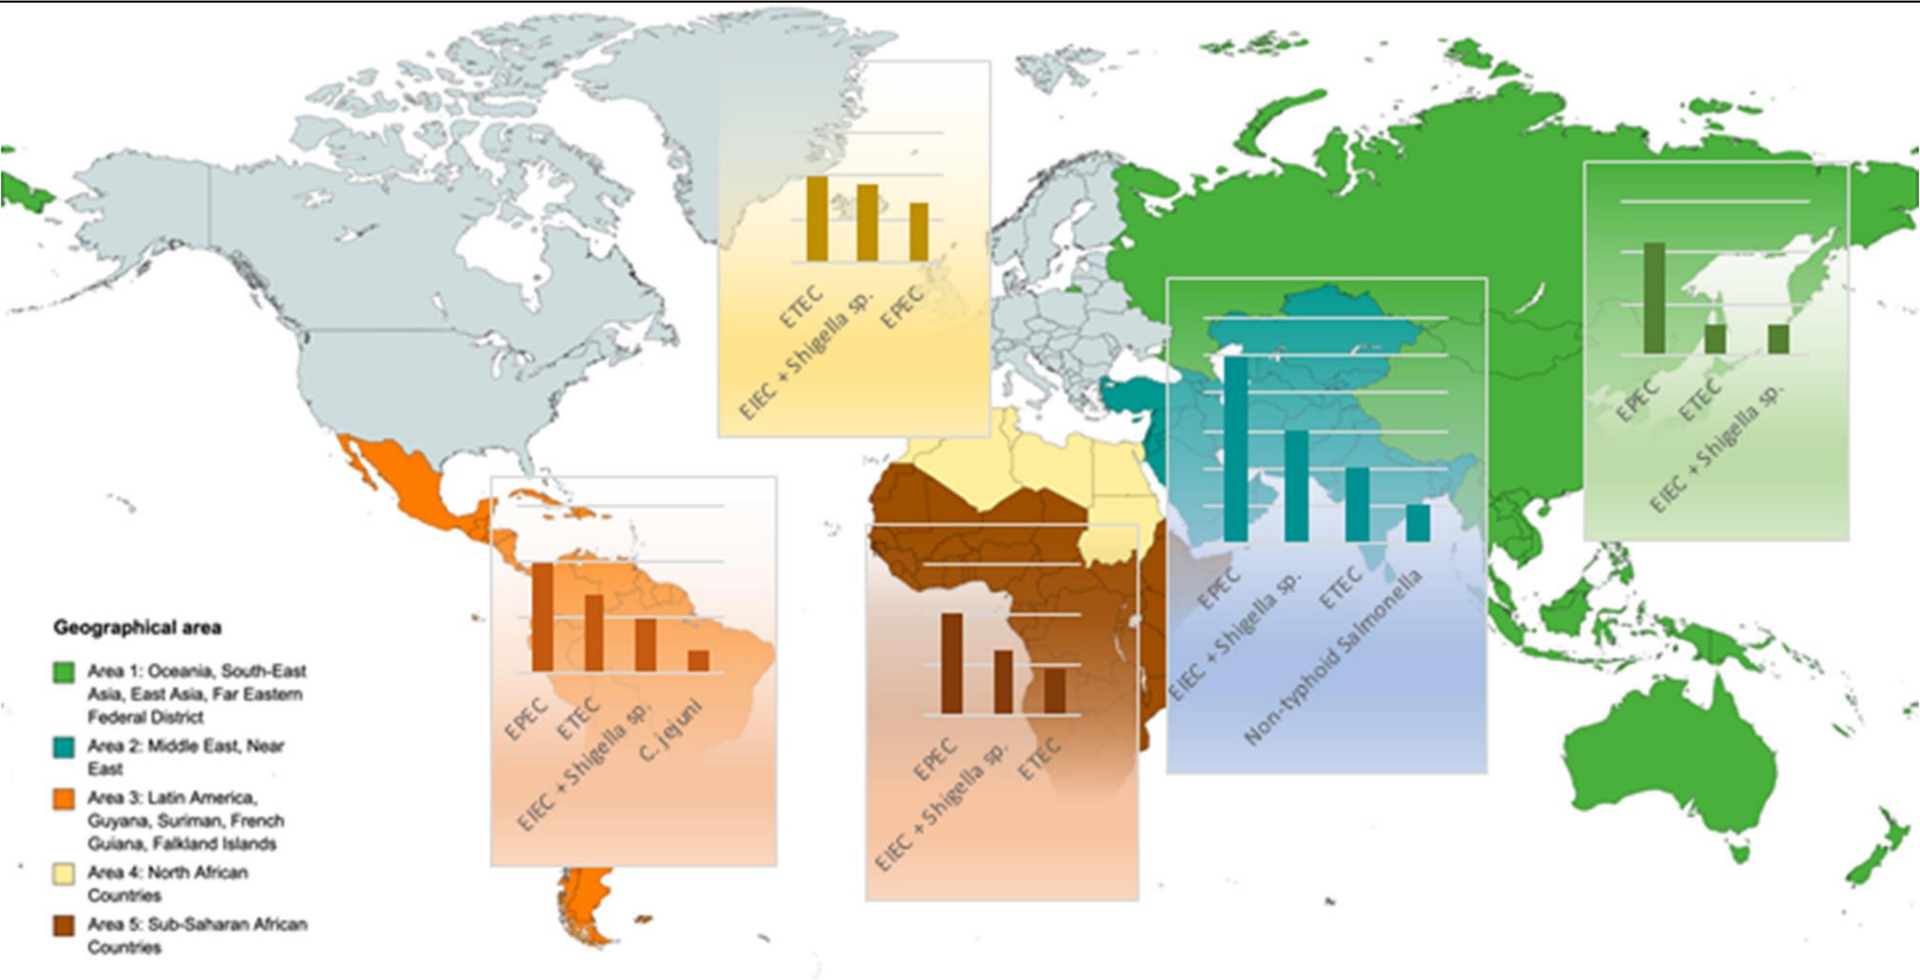 ETEC
EIEC + Shigella sp.
EPEC
EPEC
ETEC
EIEC + Shigella sp.
EPEC
EIEC + Shigella sp.
ETEC
Non-typhoid Salmonella
EPEC
ETEC
EIEC + Shigella sp.
C. jejuni
EPEC
EIEC + Shigella sp.
ETEC
Geographical area
Area 1: Oceania, South-East
Asia, East Asia, Far Eastern
Federal District
Area 2: Middle East, Near
East
Area 3: Latin America,
Guyana, Suriman, French
Guiana, Falkland Islands
Area 4: North African
Countries
Area 5: Sub-Saharan African
Countries